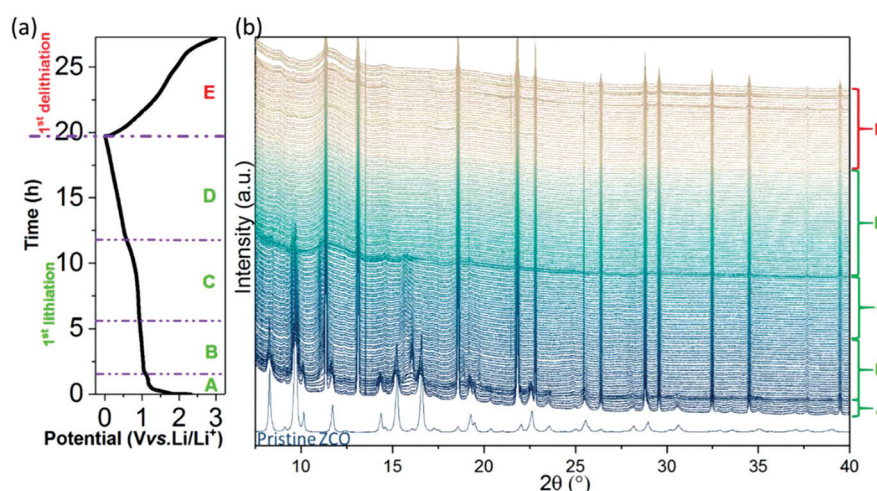 (a)
(b)
1st delithiation
1st lithiation
Time (h)
25
20
15
10
5
0
E
D
C
B
A
0 1 2 3
Potential (Vvs.Li/Li+)
Intensity (a.u.)
Pristine ZCO
10 15 20 25 30 35 40
2θ (°)